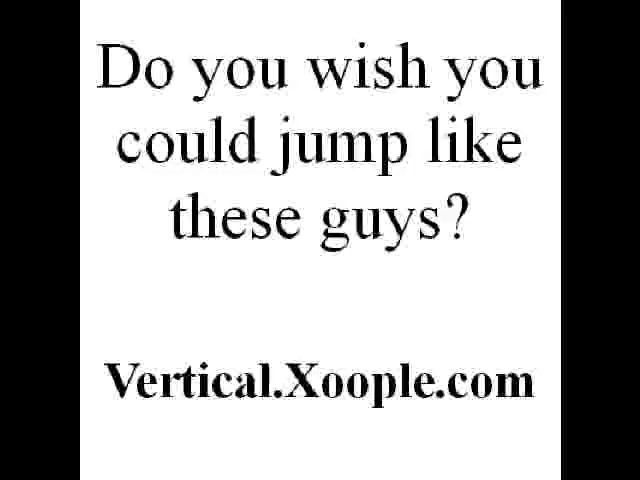 Do you wish you
could jump like
these guys?
Vertical.Xoople.com